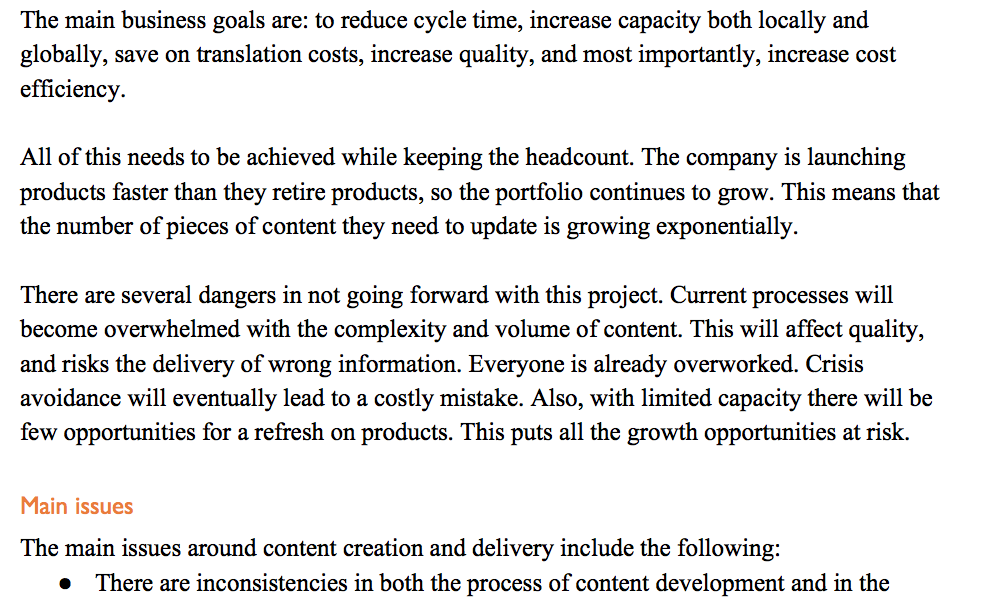 The main business goals are: to reduce cycle time, increase capacity both locally and
globally, save on translation costs, increase quality, and most importantly, increase cost
efficiency.
All of this needs to be achieved while keeping the headcount. The company is launching
products faster than they retire products, so the portfolio continues to grow. This means that
the number of pieces of content they need to update is growing exponentially.
There are several dangers in not going forward with this project. Current processes will
become overwhelmed with the complexity and volume of content. This will affect quality,
and risks the delivery of wrong information. Everyone is already overworked. Crisis
avoidance will eventually lead to a costly mistake. Also, with limited capacity there will be
few opportunities for a refresh on products. This puts all the growth opportunities at risk.
Main issues
The main issues around content creation and delivery include the following:
● There are inconsistencies in both the process of content development and in the